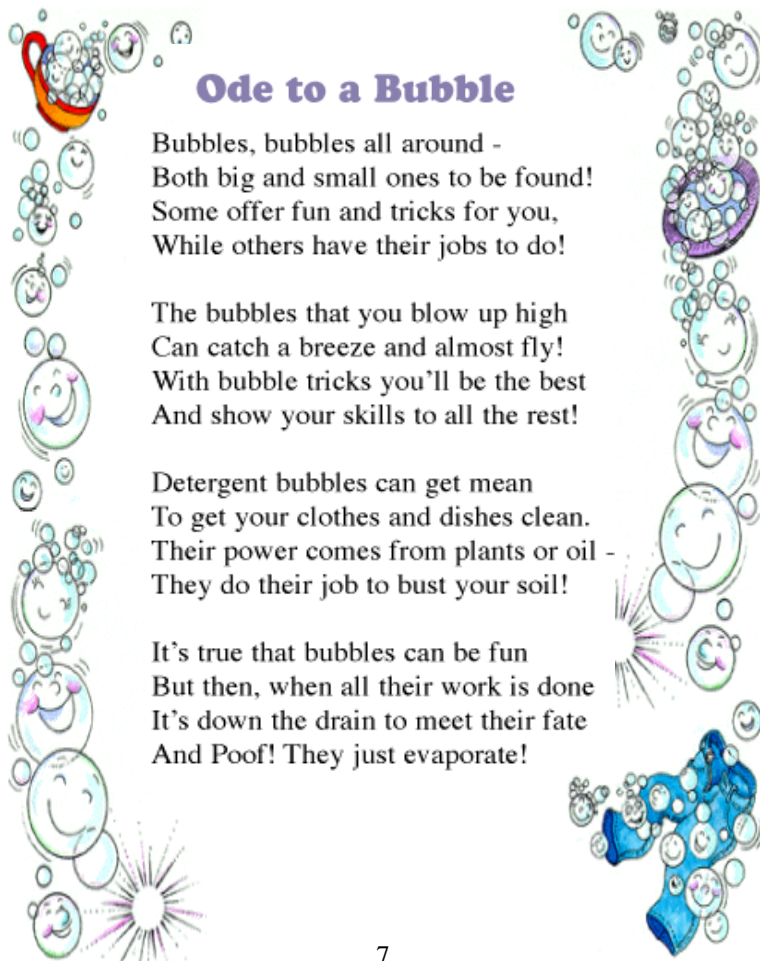 Ode to a Bubble
Bubbles, bubbles all around -
Both big and small ones to be found!
Some offer fun and tricks for you,
While others have their jobs to do!
The bubbles that you blow up high
Can catch a breeze and almost fly!
With bubble tricks you'll be the best
And show your skills to all the rest!
Detergent bubbles can get mean
To get your clothes and dishes clean.
Their power comes from plants or oil -
They do their job to bust your soil!
It's true that bubbles can be fun
But then, when all their work is done
It's down the drain to meet their fate
And Poof! They just evaporate!
7